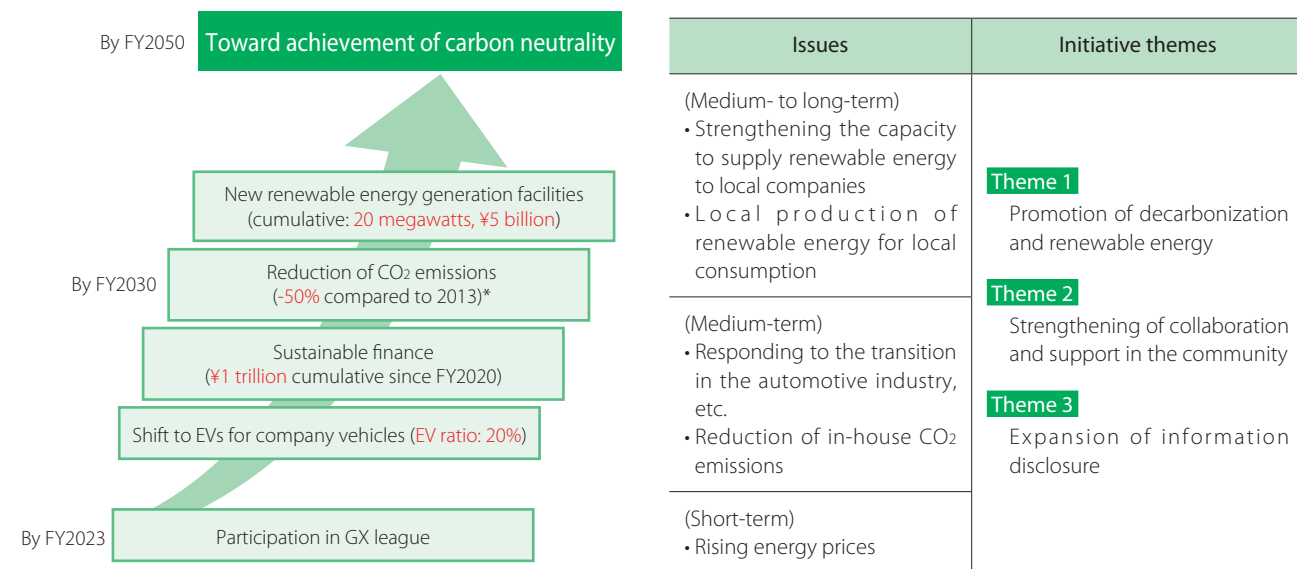 By FY2050
Toward achievement of carbon neutrality
New renewable energy generation facilities
(cumulative: 20 megawatts, ¥5 billion)
By FY2030
Reduction of CO2 emissions
(-50% compared to 2013)*
Sustainable finance
(¥1 trillion cumulative since FY2020)
Shift to EVs for company vehicles (EV ratio: 20%)
By FY2023
Participation in GX league
Issues
(Medium- to long-term)
• Strengthening the capacity
to supply renewable energy
to local companies
• Local production of
renewable energy for local
consumption
(Medium-term)
• Responding to the transition
in the automotive industry,
etc.
• Reduction of in-house CO2
emissions
(Short-term)
• Rising energy prices
Initiative themes
Theme 1
Promotion of decarbonization
and renewable energy
Theme 2
Strengthening of collaboration
and support in the community
Theme 3
Expansion of information
disclosure